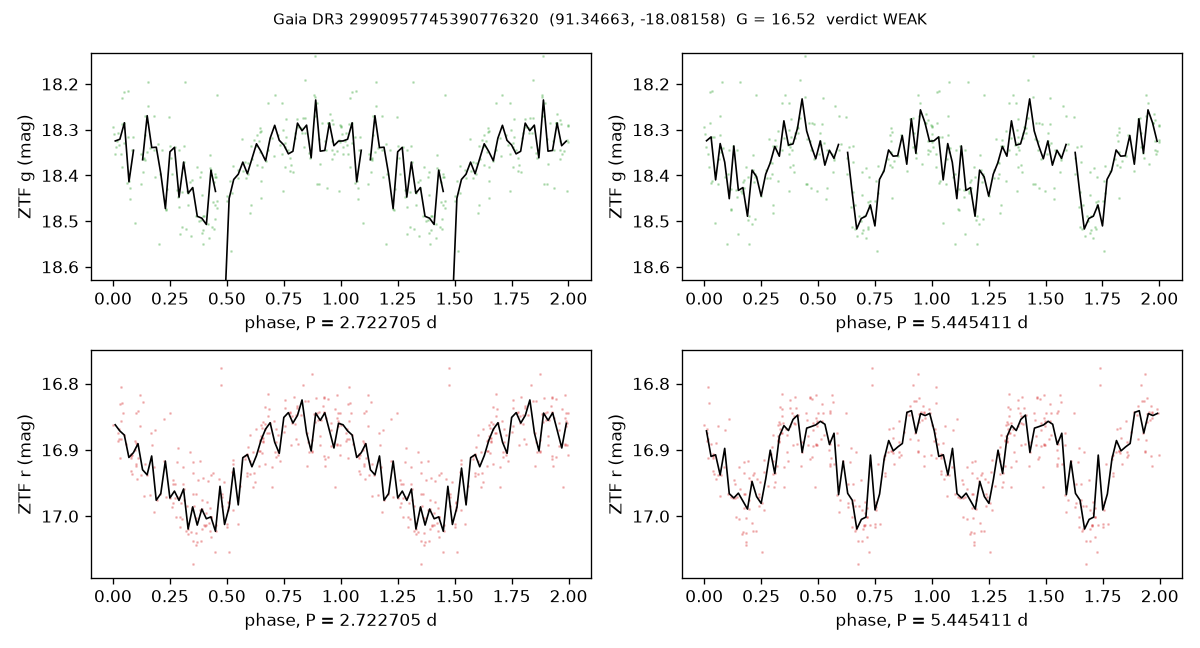 Gaia DR3 2990957745390776320 (91.34663, -18.08158) G = 16.52 verdict WEAK
ZTF g (mag)
18.2
18.3
18.4
18.5
18.6
0.00 0.25 0.50 0.75 1.00 1.25 1.50 1.75 2.00
phase, P = 2.722705 d
ZTF g (mag)
18.2
18.3
18.4
18.5
18.6
0.00 0.25 0.50 0.75 1.00 1.25 1.50 1.75 2.00
phase, P = 5.445411 d
ZTF r (mag)
16.8
16.9
17.0
0.00 0.25 0.50 0.75 1.00 1.25 1.50 1.75 2.00
phase, P = 2.722705 d
ZTF r (mag)
16.8
16.9
17.0
0.00 0.25 0.50 0.75 1.00 1.25 1.50 1.75 2.00
phase, P = 5.445411 d